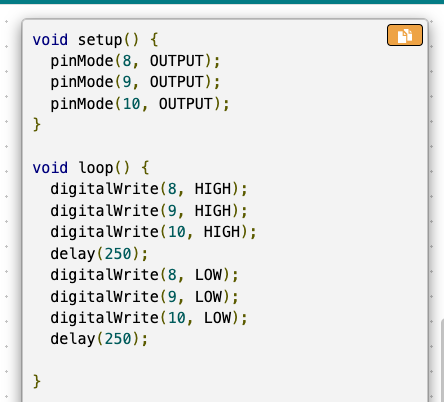 void setup() {
  pinMode(8, OUTPUT);
  pinMode(9, OUTPUT);
  pinMode(10, OUTPUT);
}

void loop() {
  digitalWrite(8, HIGH);
  digitalWrite(9, HIGH);
  digitalWrite(10, HIGH);
  delay(250);
  digitalWrite(8, LOW);
  digitalWrite(9, LOW);
  digitalWrite(10, LOW);
  delay(250);

}